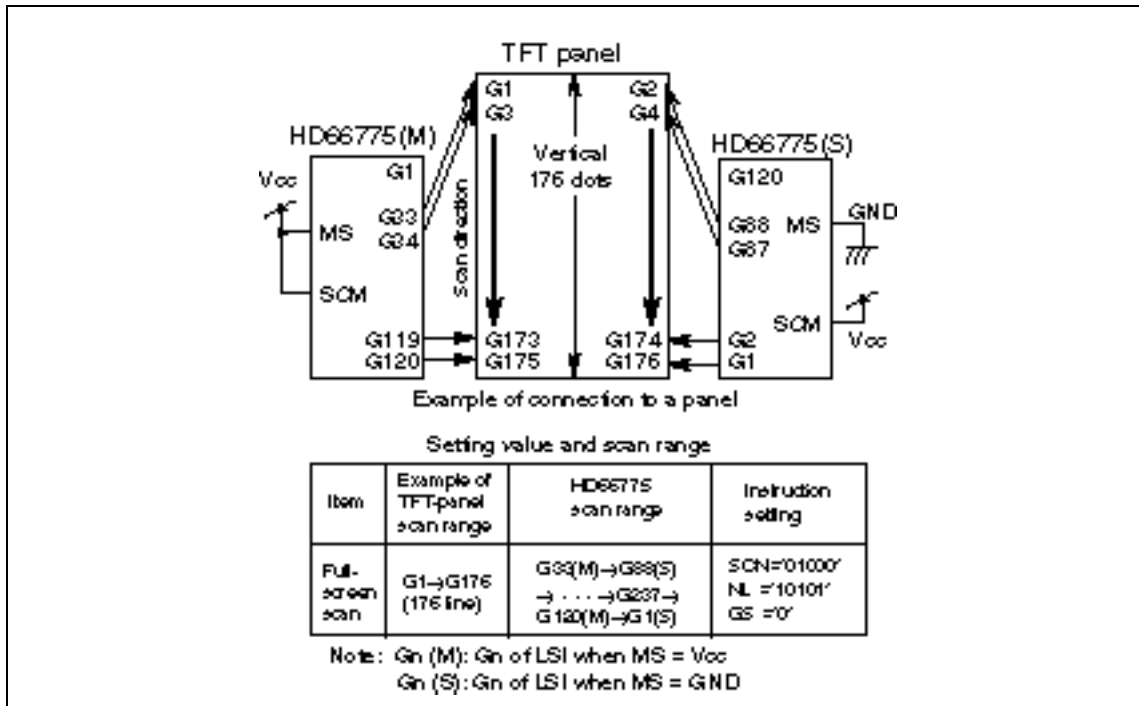 TFT panel
HD66775(M)
Vcc
MS
SCM
G1
G33
G34
G119
G120
Scan direction
G1
G3
G173
G175
Vertical
176 dots
G2
G4
G174
G176
HD66775(S)
G120
G88
G87
G2
G1
MS
SCM
GND
Vcc
Example of connection to a panel
Setting value and scan range
Item
Example of
TFT-panel
scan range
HD66775
scan range
Instruction
setting
Full-
screen
scan
G1→G176
(176 line)
G33(M)→G88(S)
→ · · · · →G237→
G120(M)→G1(S)
SCN='01000'
NL ='10101'
GS ='0'
Note: Gn (M): Gn of LSI when MS = Vcc
Gn (S): Gn of LSI when MS = GND